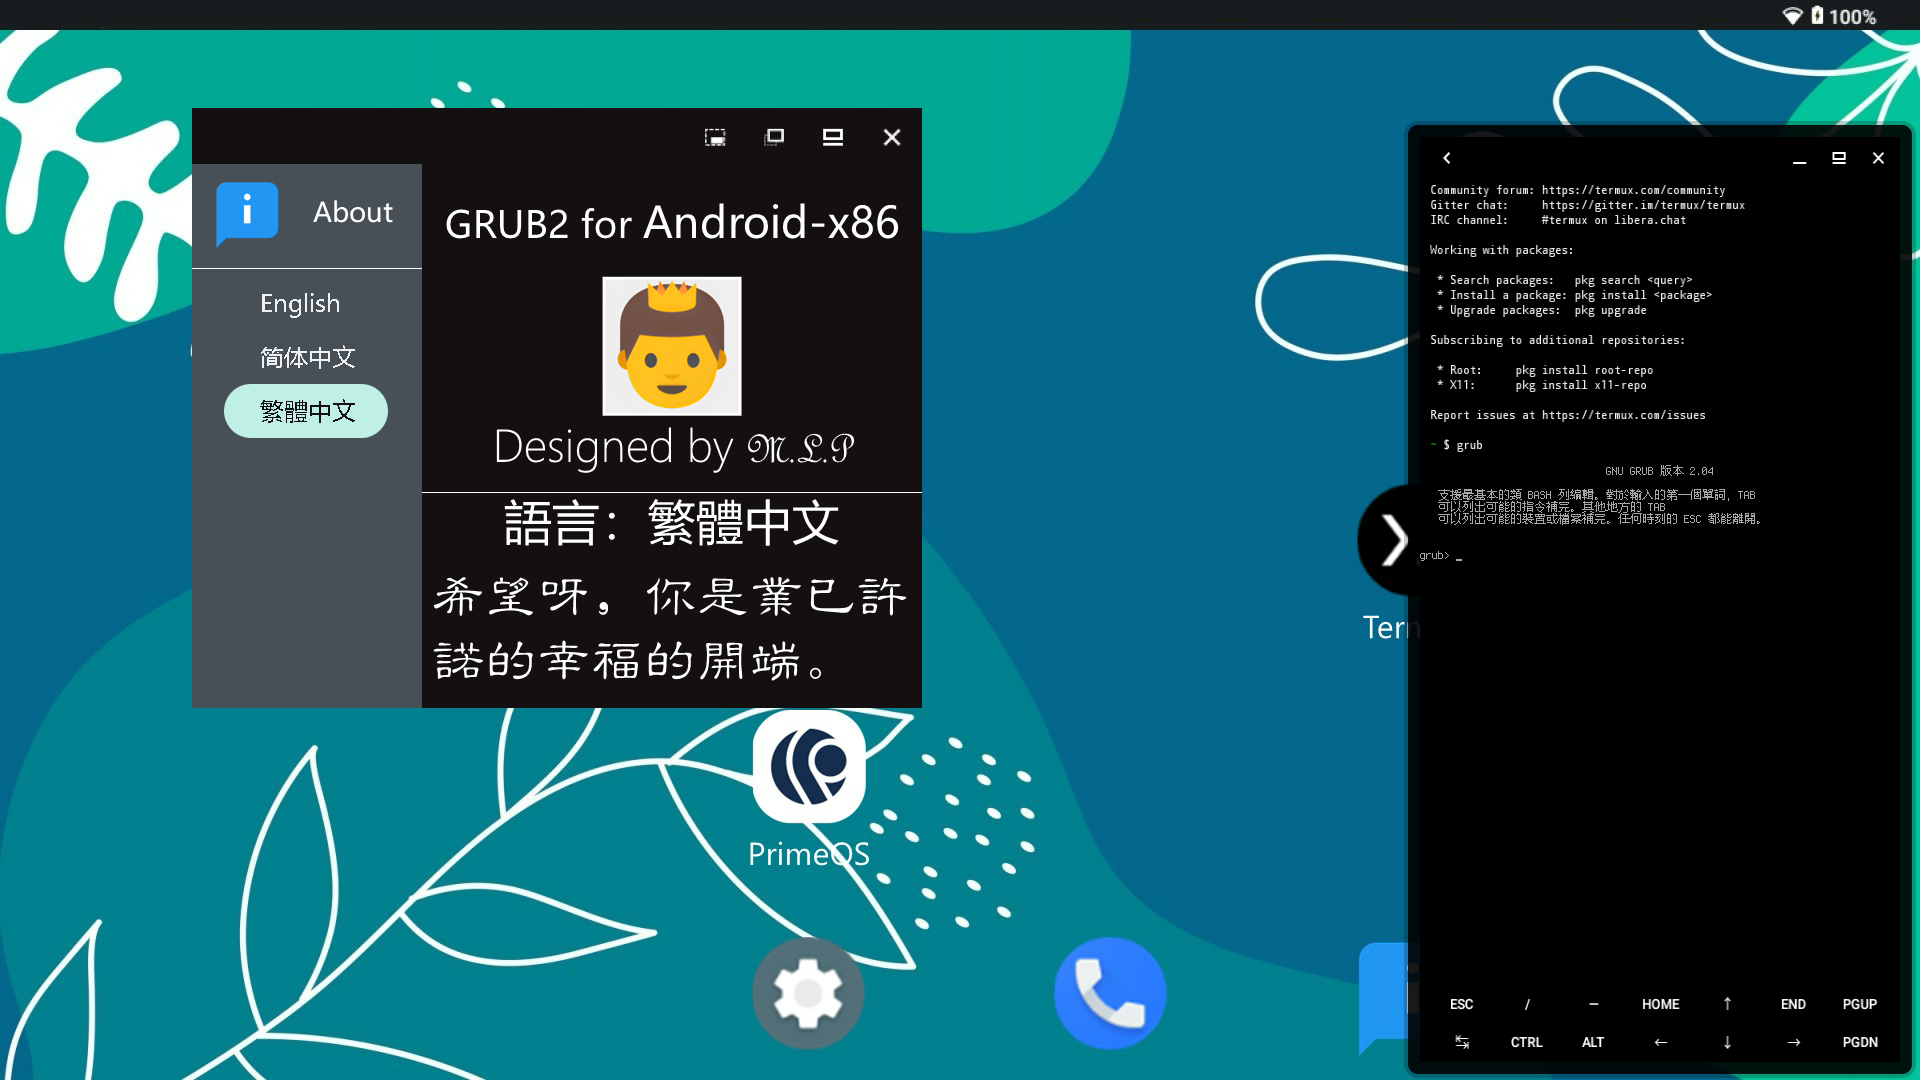 100%
About
English
简体中文
繁體中文
GRUB2 for Android-x86
Designed by ℳ.ℒ.𝒫
語言：繁體中文
希望呀，你是業已許
諾的幸福的開端。
PrimeOS
Term
Community forum: https://termux.com/community
Gitter chat: https://gitter.im/termux/termux
IRC channel: #termux on libera.chat
Working with packages:
* Search packages: pkg search <query>
* Install a package: pkg install <package>
* Upgrade packages: pkg upgrade
Subscribing to additional repositories:
* Root: pkg install root-repo
* X11: pkg install x11-repo
Report issues at https://termux.com/issues
~ $ grub
GNU GRUB 版本 2.04
支援最基本的類 BASH 列編輯。對於輸入的第一個單詞, TAB
可以列出可能的指令補完。其他地方的 TAB
可以列出可能的裝置或檔案補完。任何時刻的 ESC 都能離開。
grub> _
ESC / — HOME ↑ END PGUP
↹ CTRL ALT ← ↓ → PGDN